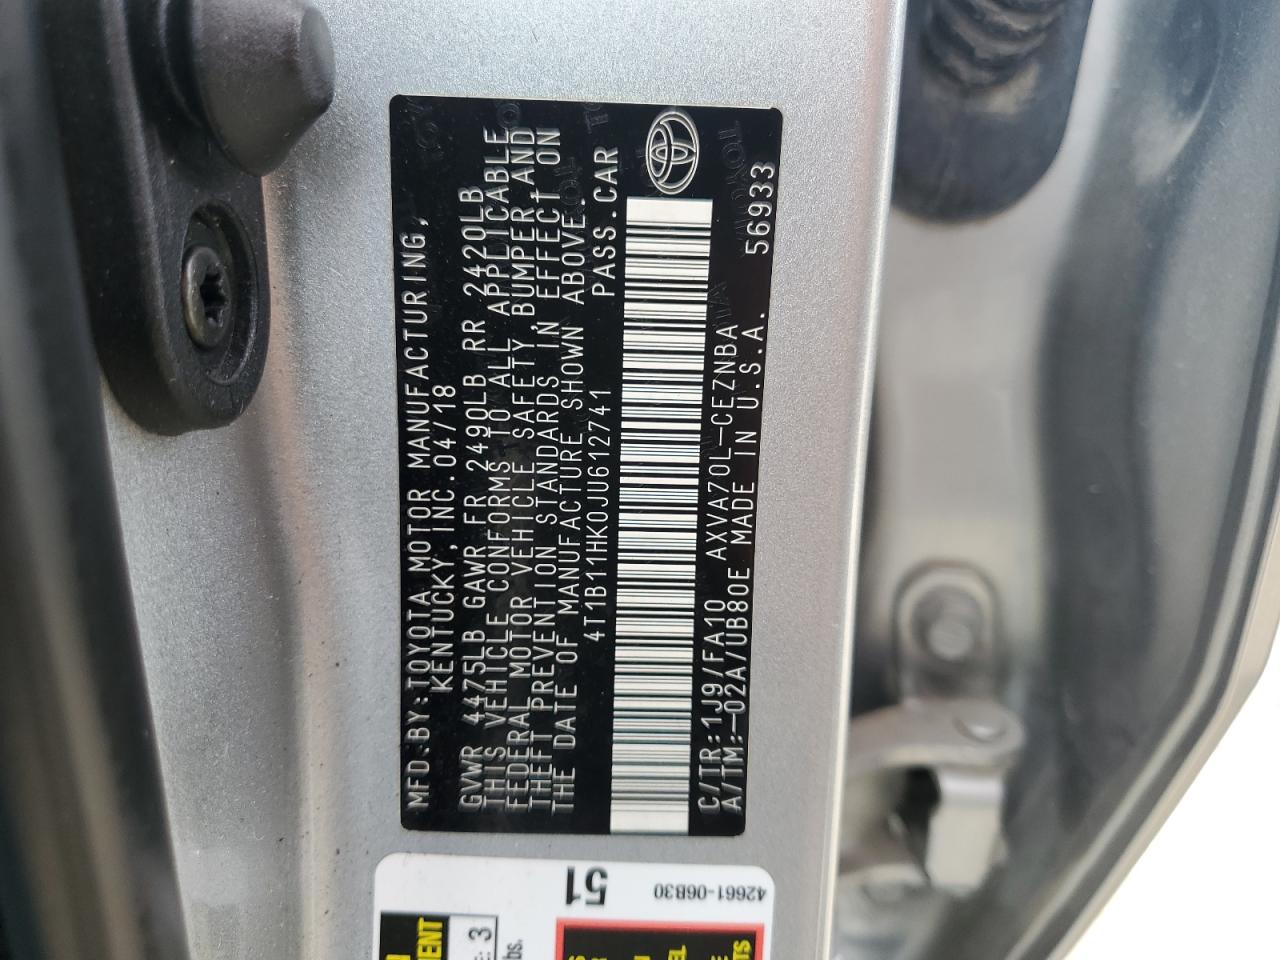 MFD.BY:TOYOTA MOTOR MANUFACTURING,
KENTUCKY,INC.04/18
GVWR 4475LB GAWR FR 2490LB RR 2420LB
THIS VEHICLE CONFORMS TO ALL APPLICABLE
FEDERAL MOTOR VEHICLE SAFETY,BUMPER AND
THEFT PREVENTION STANDARDS IN EFFECT ON
THE DATE OF MANUFACTURE SHOWN ABOVE.
4T1B11HK0JU612741 PASS.CAR
C/TR:1J9/FA10 AXVA70L-CEZNBA
A/TM:-02A/UB80E MADE IN U.S.A. 56933
51
42661-06B30